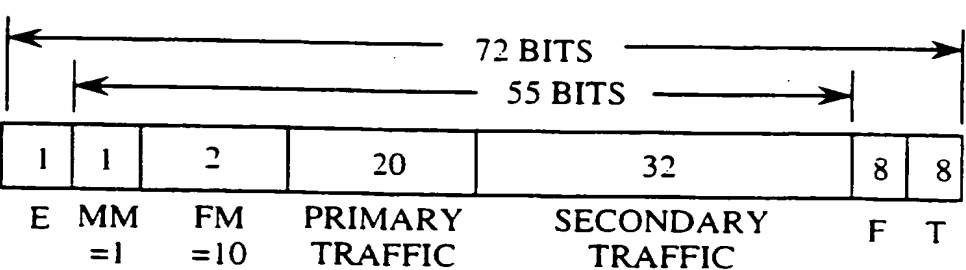 72 BITS
55 BITS
1 1 2 20 32 8 8
E MM =1 FM =10 PRIMARY TRAFFIC SECONDARY TRAFFIC F T